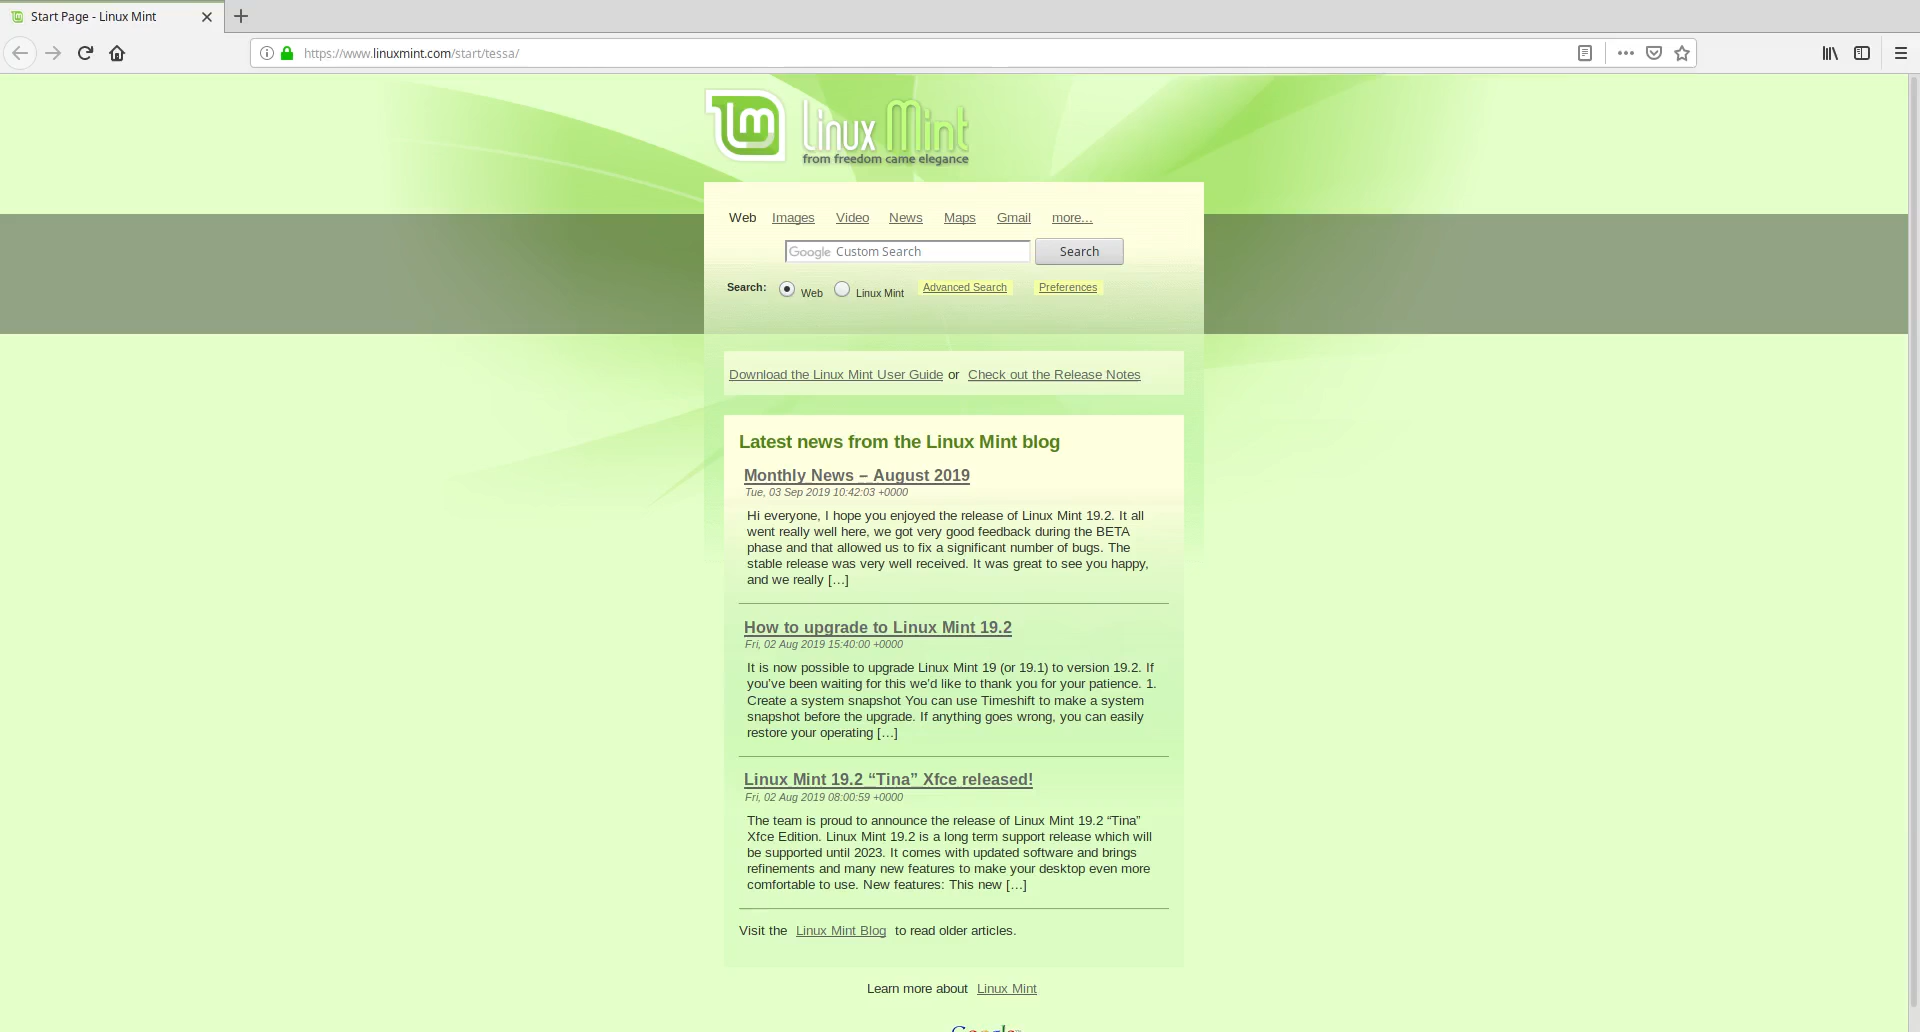 Start Page - Linux Mint
https://www.linuxmint.com/start/tessa/
Linux Mint
from freedom came elegance
Web Images Video News Maps Gmail more...
Google Custom Search Search
Search: Web Linux Mint Advanced Search Preferences
Download the Linux Mint User Guide or Check out the Release Notes
Latest news from the Linux Mint blog
Monthly News – August 2019
Tue, 03 Sep 2019 10:42:03 +0000
Hi everyone, I hope you enjoyed the release of Linux Mint 19.2. It all
went really well here, we got very good feedback during the BETA
phase and that allowed us to fix a significant number of bugs. The
stable release was very well received. It was great to see you happy,
and we really […]
How to upgrade to Linux Mint 19.2
Fri, 02 Aug 2019 15:40:00 +0000
It is now possible to upgrade Linux Mint 19 (or 19.1) to version 19.2. If
you’ve been waiting for this we’d like to thank you for your patience. 1.
Create a system snapshot You can use Timeshift to make a system
snapshot before the upgrade. If anything goes wrong, you can easily
restore your operating […]
Linux Mint 19.2 “Tina” Xfce released!
Fri, 02 Aug 2019 08:00:59 +0000
The team is proud to announce the release of Linux Mint 19.2 “Tina”
Xfce Edition. Linux Mint 19.2 is a long term support release which will
be supported until 2023. It comes with updated software and brings
refinements and many new features to make your desktop even more
comfortable to use. New features: This new […]
Visit the Linux Mint Blog to read older articles.
Learn more about Linux Mint
Google